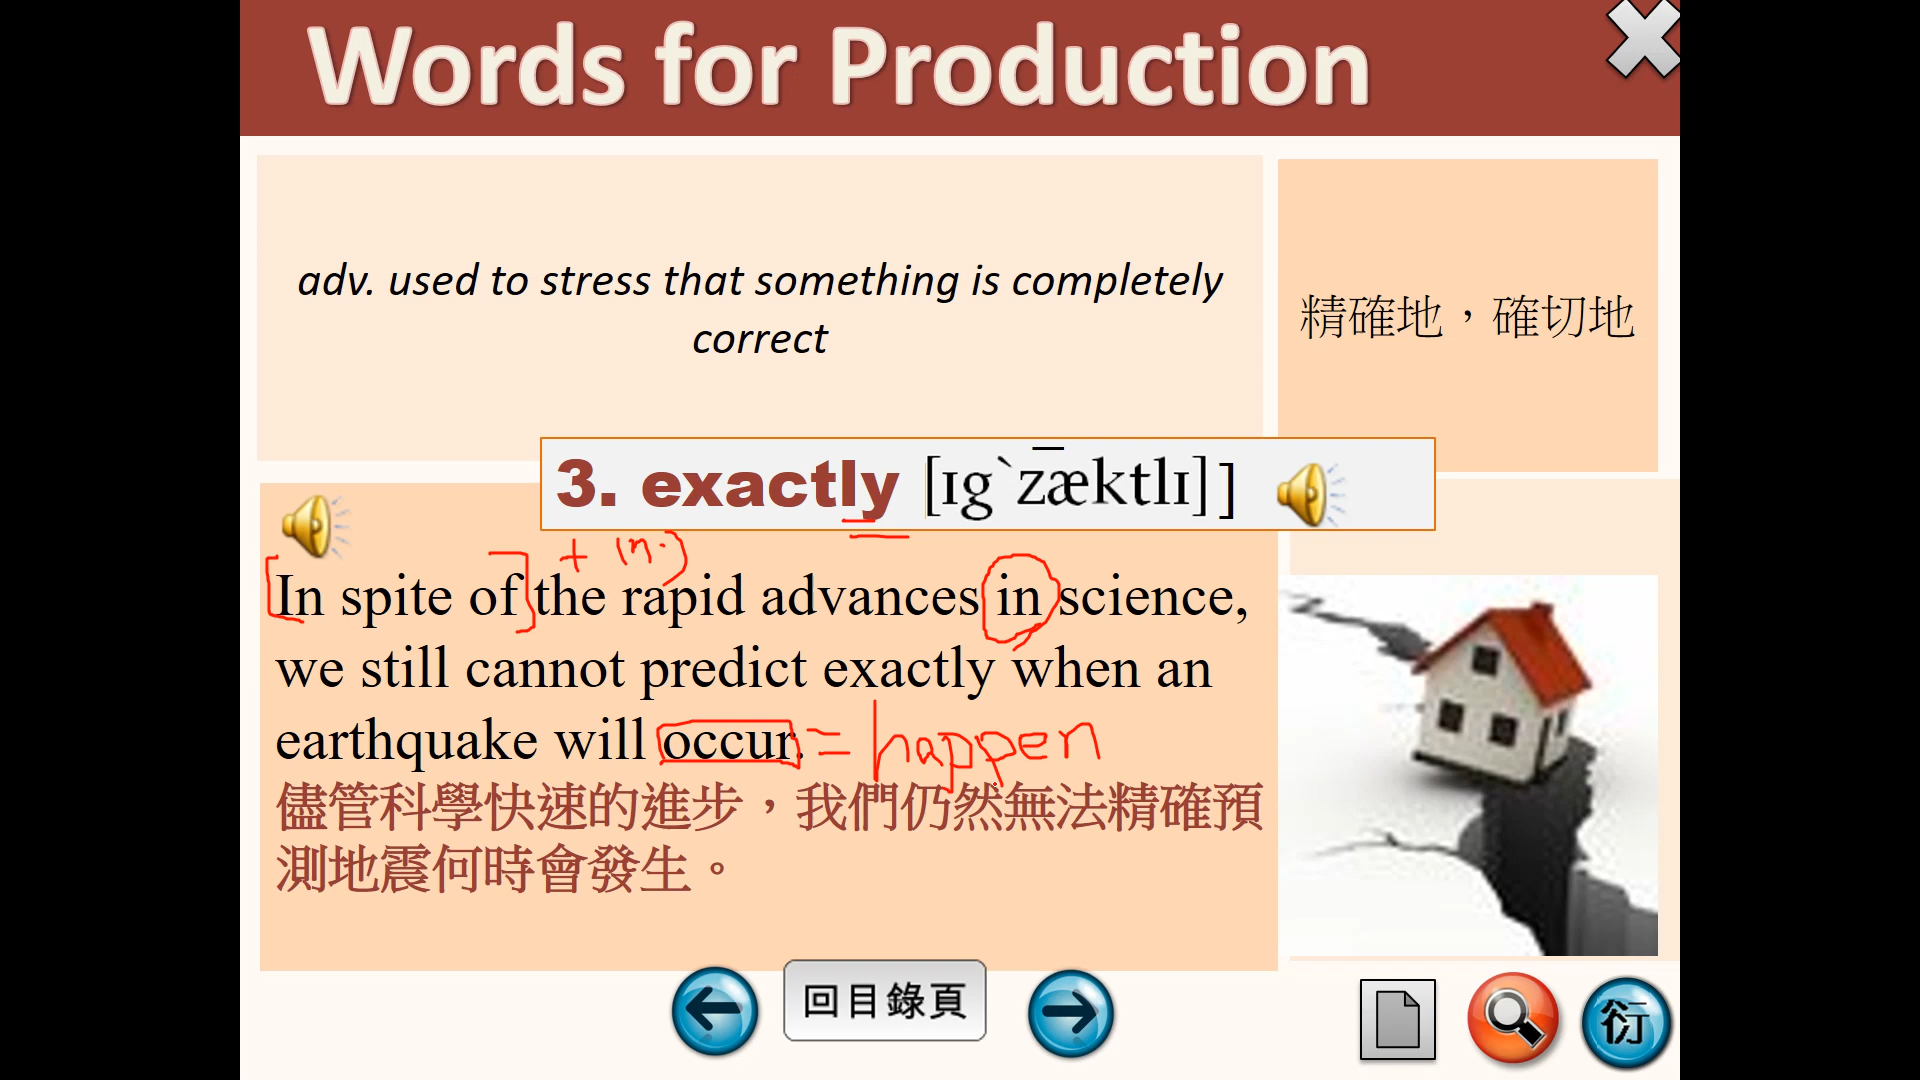 Words for Production
adv. used to stress that something is completely
correct
精確地，確切地
3. exactly [ɪgˋzæktlɪ]]
+ (n.)
In spite of the rapid advances in science,
we still cannot predict exactly when an
earthquake will occur. = happen
儘管科學快速的進步，我們仍然無法精確預
測地震何時會發生。
回目錄頁
衍